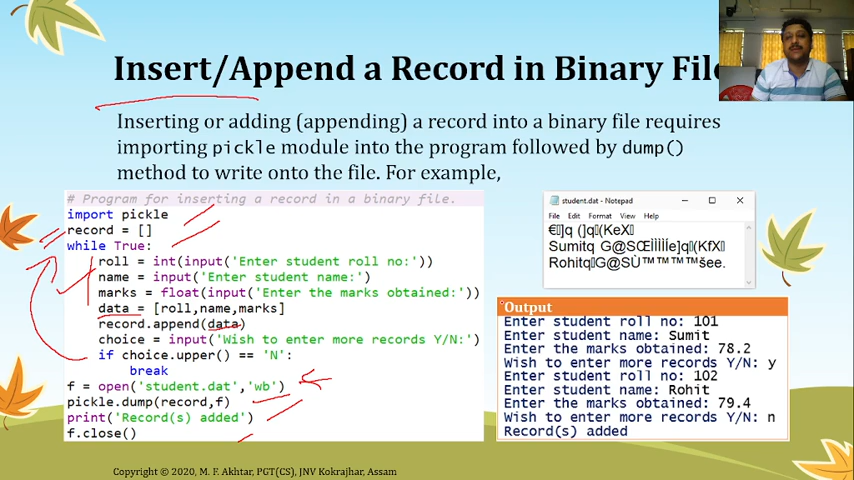 Insert/Append a Record in Binary File
Inserting or adding (appending) a record into a binary file requires
importing pickle module into the program followed by dump()
method to write onto the file. For example,
# Program for inserting a record in a binary file.
import pickle
record = []
while True:
roll = int(input('Enter student roll no:'))
name = input('Enter student name:')
marks = float(input('Enter the marks obtained:'))
data = [roll,name,marks]
record.append(data)
choice = input('Wish to enter more records Y/N:')
if choice.upper() == 'N':
break
f = open('student.dat','wb')
pickle.dump(record,f)
print('Record(s) added')
f.close()
student.dat - Notepad
File Edit Format View Help
Output
Enter student roll no: 101
Enter student name: Sumit
Enter the marks obtained: 78.2
Wish to enter more records Y/N: y
Enter student roll no: 102
Enter student name: Rohit
Enter the marks obtained: 79.4
Wish to enter more records Y/N: n
Record(s) added
Copyright © 2020, M. F. Akhtar, PGT(CS), JNV Kokrajhar, Assam